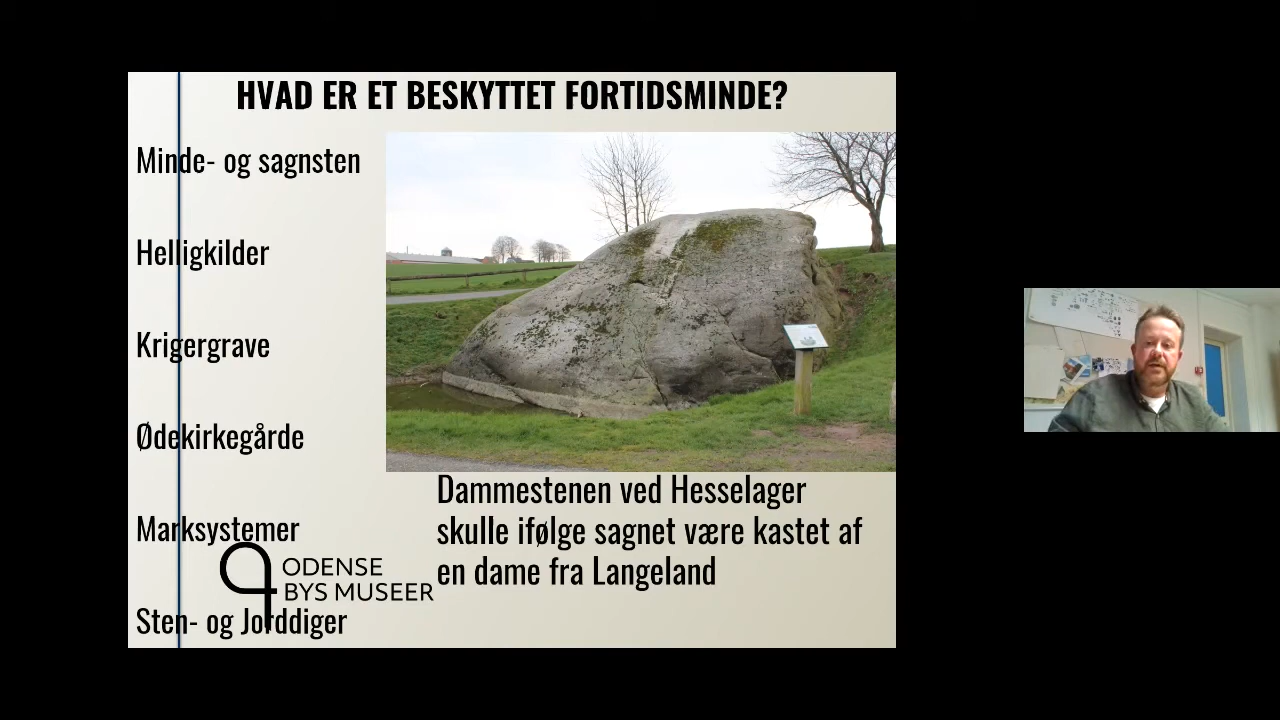 HVAD ER ET BESKYTTET FORTIDSMINDE?
Minde- og sagnsten
Helligkilder
Krigergrave
Ødekirkegårde
Marksystemer
Sten- og Jorddiger
Dammestenen ved Hesselager
skulle ifølge sagnet være kastet af
en dame fra Langeland
ODENSE
BYS MUSEER